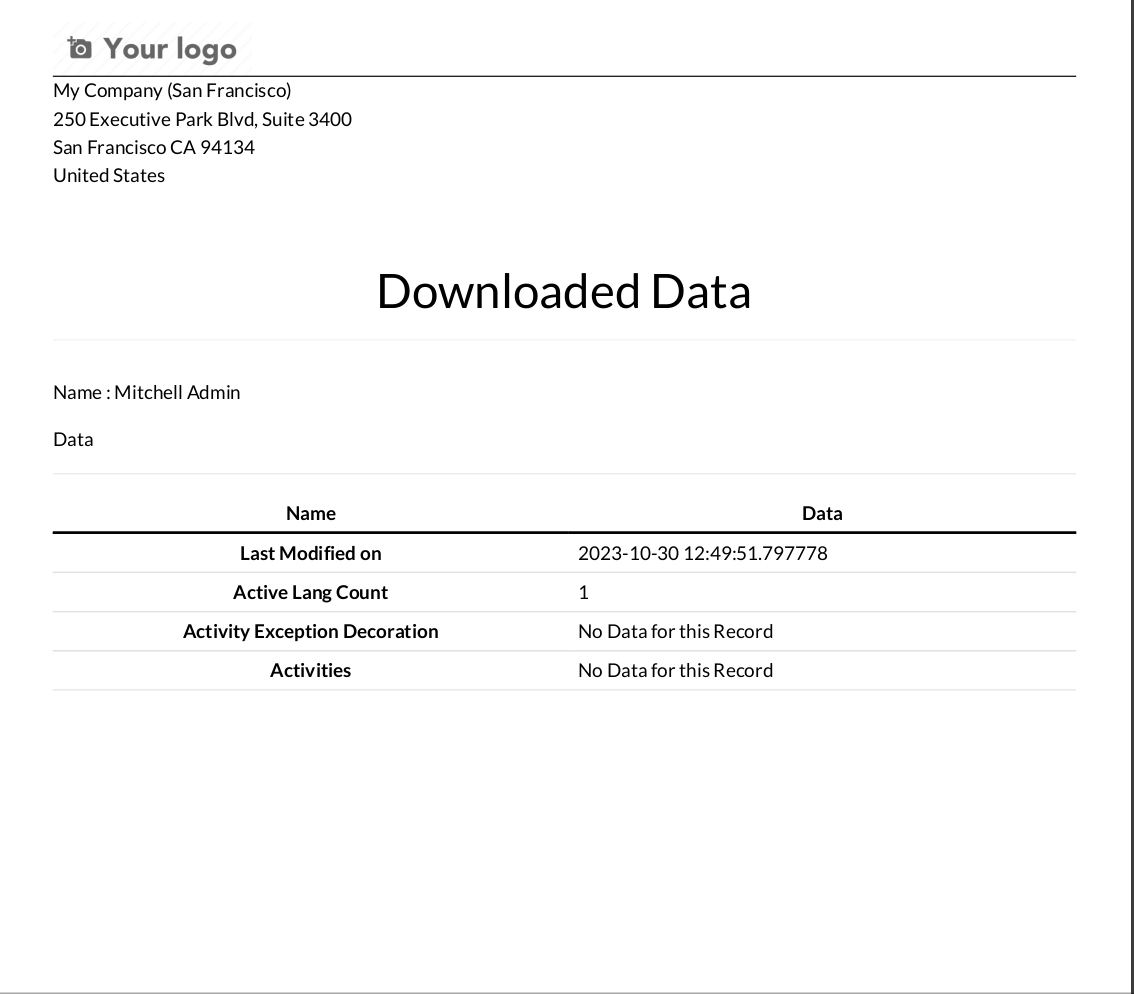 Your logo
My Company (San Francisco)
250 Executive Park Blvd, Suite 3400
San Francisco CA 94134
United States
Downloaded Data
Name : Mitchell Admin
Data
Name Data
Last Modified on 2023-10-30 12:49:51.797778
Active Lang Count 1
Activity Exception Decoration No Data for this Record
Activities No Data for this Record